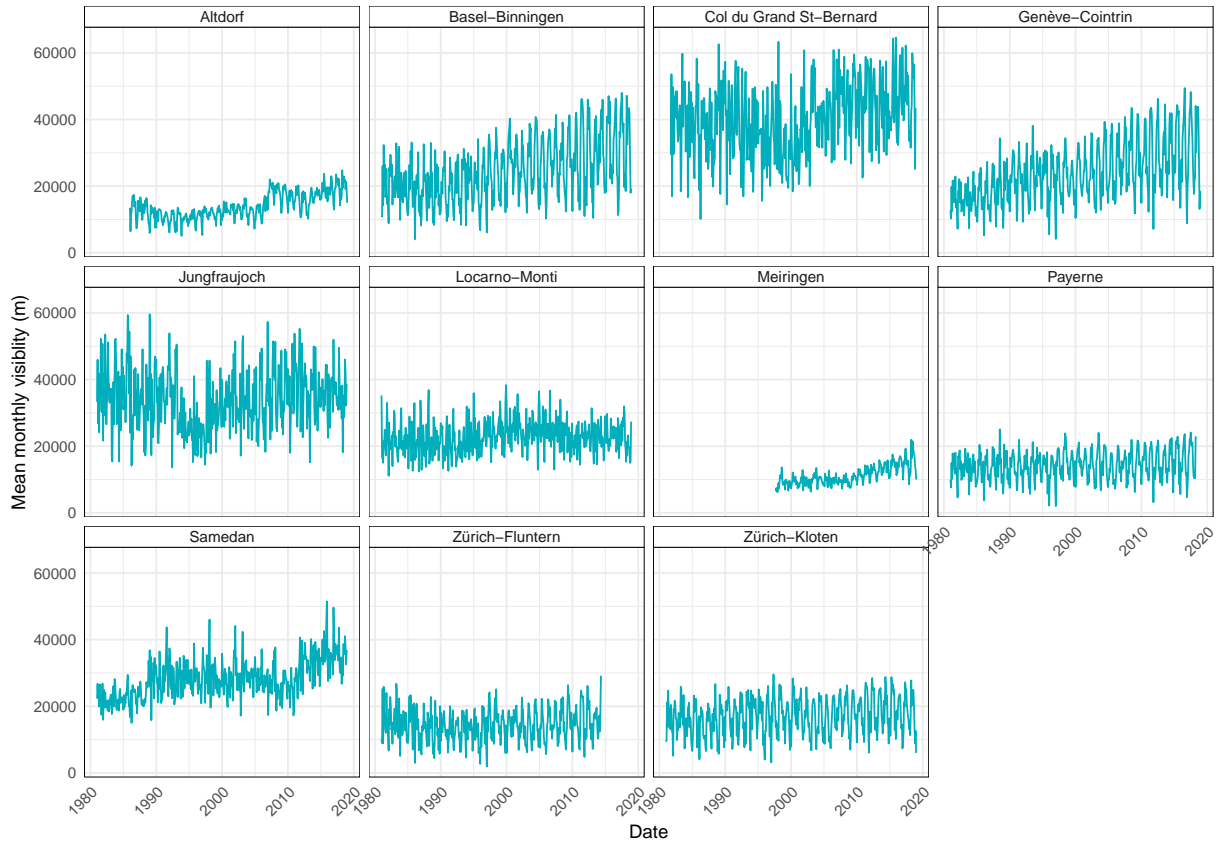 Altdorf
Basel−Binningen
Col du Grand St−Bernard
Genève−Cointrin
60000
40000
20000
0
Jungfraujoch
Locarno−Monti
Meiringen
Payerne
60000
40000
20000
0
1980
1990
2000
2010
2020
Samedan
Zürich−Fluntern
Zürich−Kloten
60000
40000
20000
0
1980
1990
2000
2010
2020
1980
1990
2000
2010
2020
1980
1990
2000
2010
2020
Date
Mean monthly visiblity (m)